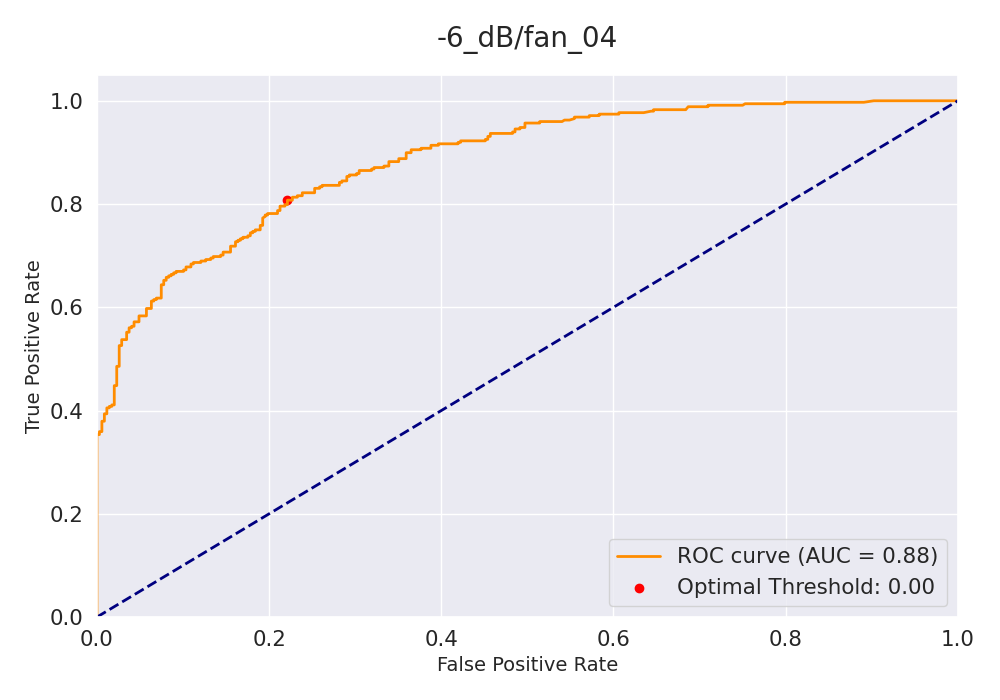 -6_dB/fan_04
1.0
0.8
0.6
0.4
0.2
0.0
True Positive Rate
ROC curve (AUC = 0.88)
Optimal Threshold: 0.00
0.0 0.2 0.4 0.6 0.8 1.0
False Positive Rate